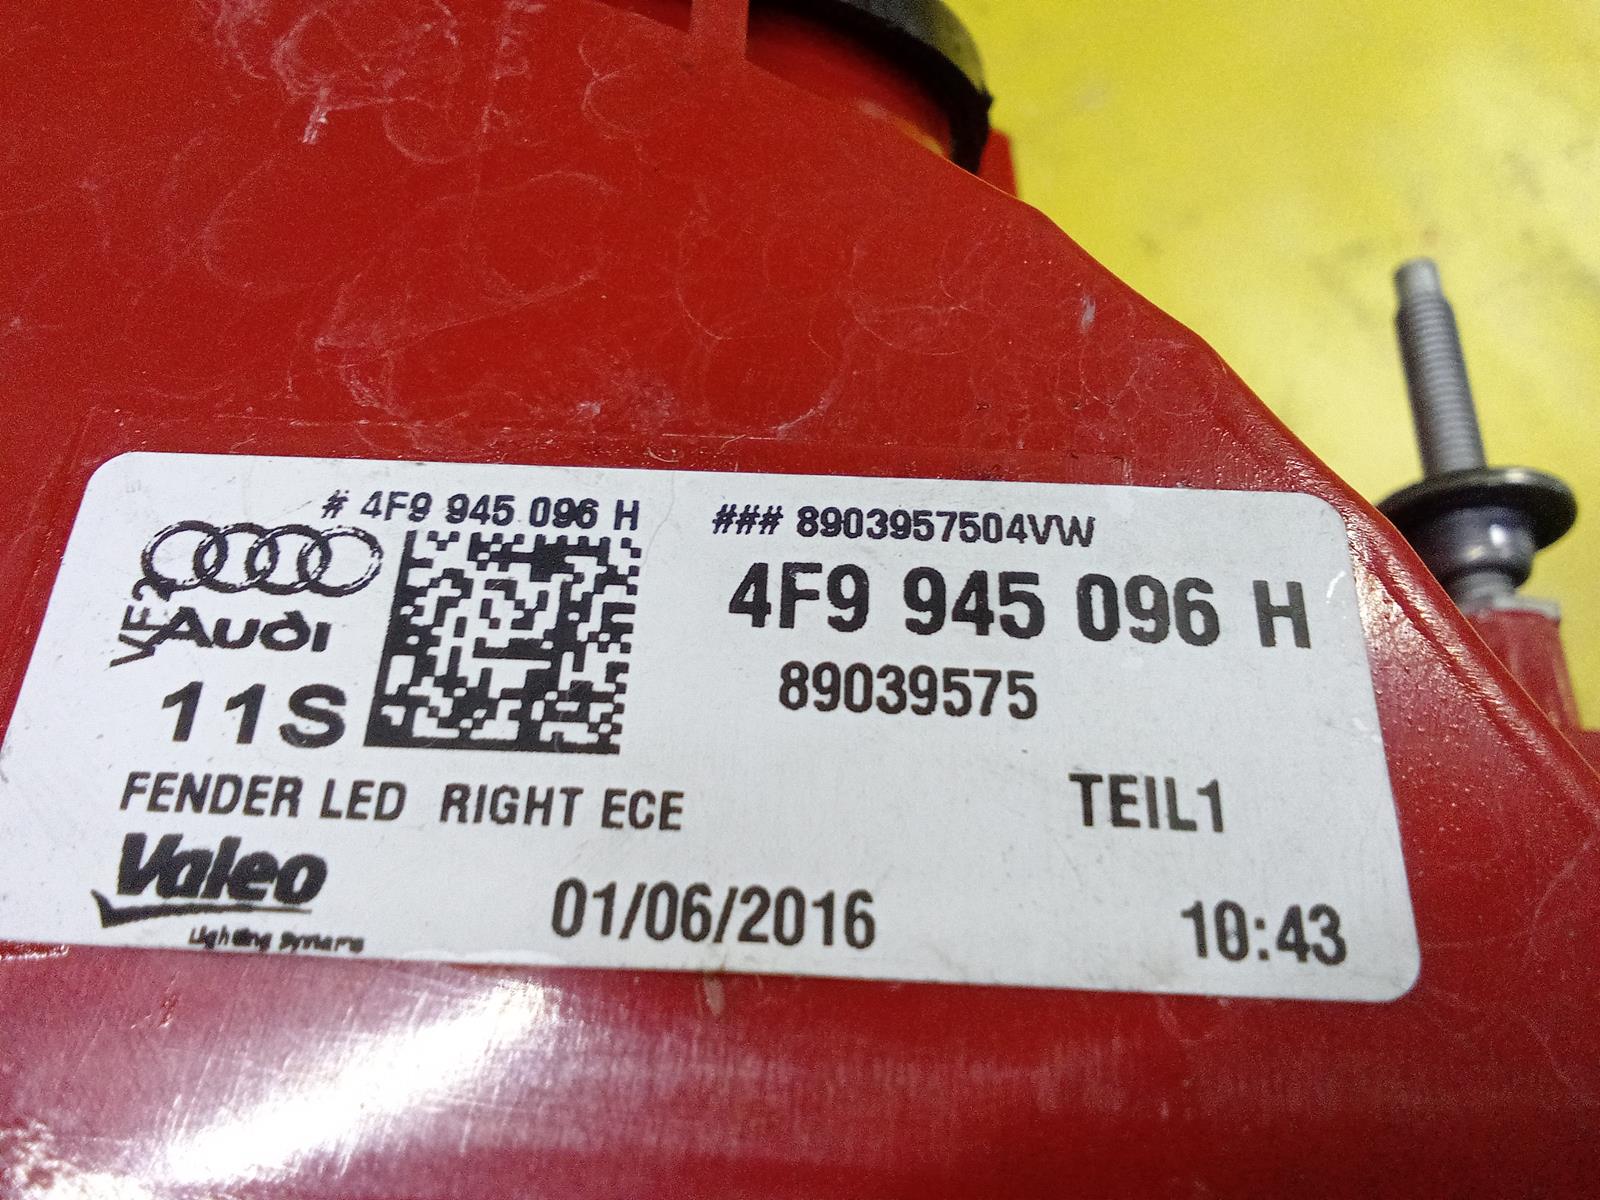 # 4F9 945 096 H
### 8903957504VW
Audi
VF2
4F9 945 096 H
11S
89039575
FENDER LED RIGHT ECE
TEIL1
Valeo
Lighting systems
01/06/2016
10:43